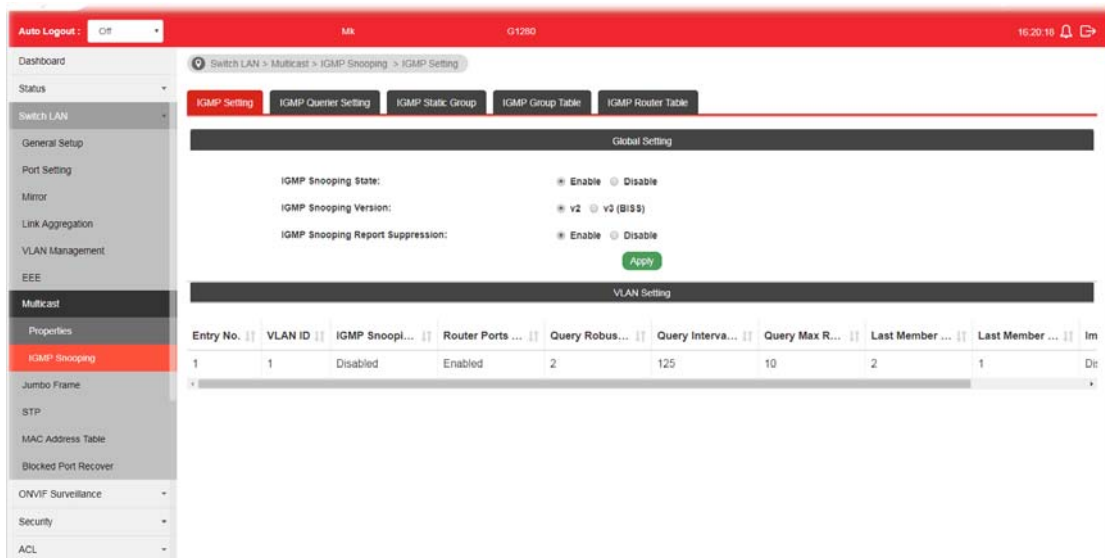 Auto Logout : Off Mk G1280 16:20:18
Dashboard
Status
Switch LAN
General Setup
Port Setting
Mirror
Link Aggregation
VLAN Management
EEE
Multicast
Properties
IGMP Snooping
Jumbo Frame
STP
MAC Address Table
Blocked Port Recover
ONVIF Surveillance
Security
ACL
Switch LAN > Multicast > IGMP Snooping > IGMP Setting
IGMP Setting IGMP Querier Setting IGMP Static Group IGMP Group Table IGMP Router Table
Global Setting
IGMP Snooping State: Enable Disable
IGMP Snooping Version: v2 v3 (BISS)
IGMP Snooping Report Suppression: Enable Disable
Apply
VLAN Setting
Entry No. VLAN ID IGMP Snoopi... Router Ports ... Query Robus... Query Interva... Query Max R... Last Member ... Last Member ... Im
1 1 Disabled Enabled 2 125 10 2 1 Dis